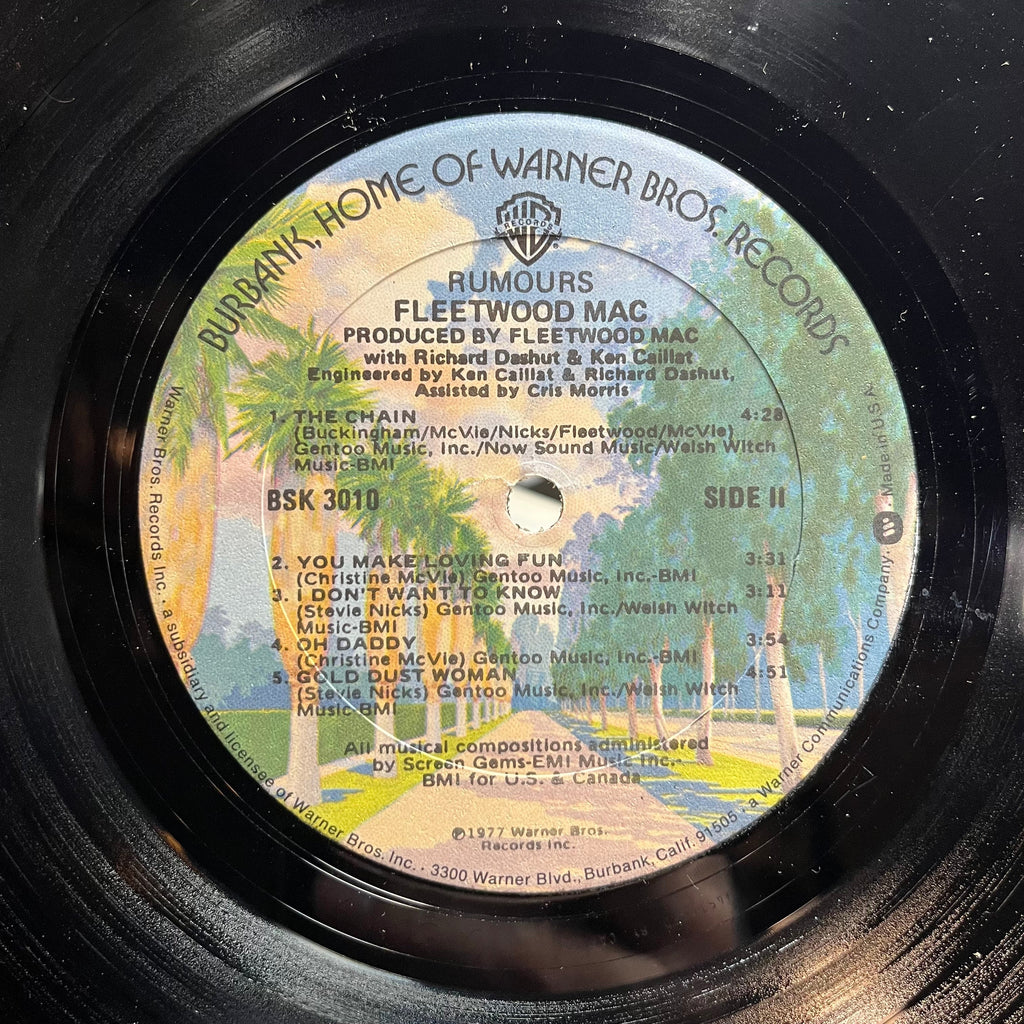 BURBANK, HOME OF WARNER BROS. RECORDS
W RECORDS
RUMOURS
FLEETWOOD MAC
PRODUCED BY FLEETWOOD MAC
with Richard Dashut & Ken Caillat
Engineered by Ken Caillat & Richard Dashut,
Assisted by Cris Morris
1. THE CHAIN 4:28
(Buckingham/McVie/Nicks/Fleetwood/McVie)
Gentoo Music, Inc./Now Sound Music/Welsh Witch
Music-BMI
BSK 3010 SIDE II
2. YOU MAKE LOVING FUN 3:31
(Christine McVie) Gentoo Music, Inc.-BMI
3. I DON'T WANT TO KNOW 3:11
(Stevie Nicks) Gentoo Music, Inc./Welsh Witch
Music-BMI
4. OH DADDY 3:54
(Christine McVie) Gentoo Music, Inc.-BMI
5. GOLD DUST WOMAN 4:51
(Stevie Nicks) Gentoo Music, Inc./Welsh Witch
Music-BMI
All musical compositions administered
by Screen Gems-EMI Music Inc.-
BMI for U.S. & Canada
℗1977 Warner Bros.
Records Inc.
Warner Bros. Records Inc. • a subsidiary and licensee of Warner Bros. Inc. • 3300 Warner Blvd., Burbank, Calif. 91505 • a Warner Communications Company. • Made in U.S.A.